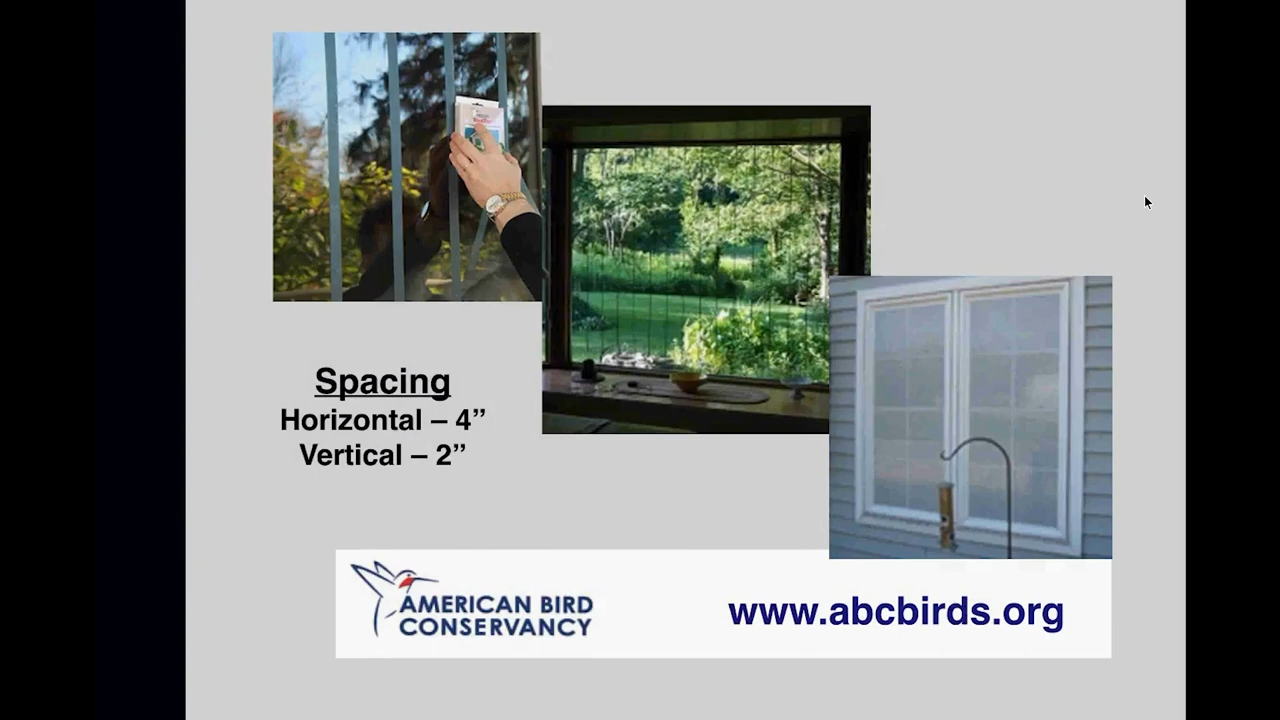 Spacing
Horizontal – 4”
Vertical – 2”
AMERICAN BIRD
CONSERVANCY
www.abcbirds.org